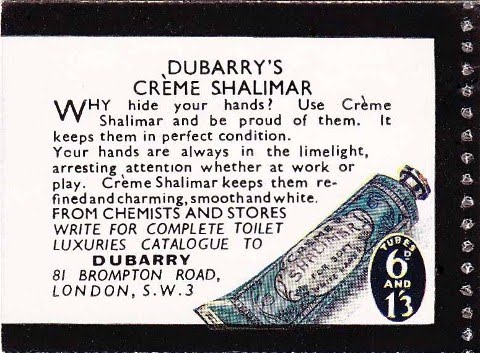 DUBARRY'S
CRÈME SHALIMAR
WHY hide your hands? Use Crème
Shalimar and be proud of them. It
keeps them in perfect condition.
Your hands are always in the limelight,
arresting attention whether at work or
play. Crème Shalimar keeps them re-
fined and charming, smooth and white.
FROM CHEMISTS AND STORES
WRITE FOR COMPLETE TOILET
LUXURIES CATALOGUE TO
DUBARRY
81 BROMPTON ROAD,
LONDON, S.W.3
CRÈME
SHALIMAR
TUBES
6D
AND
1'3